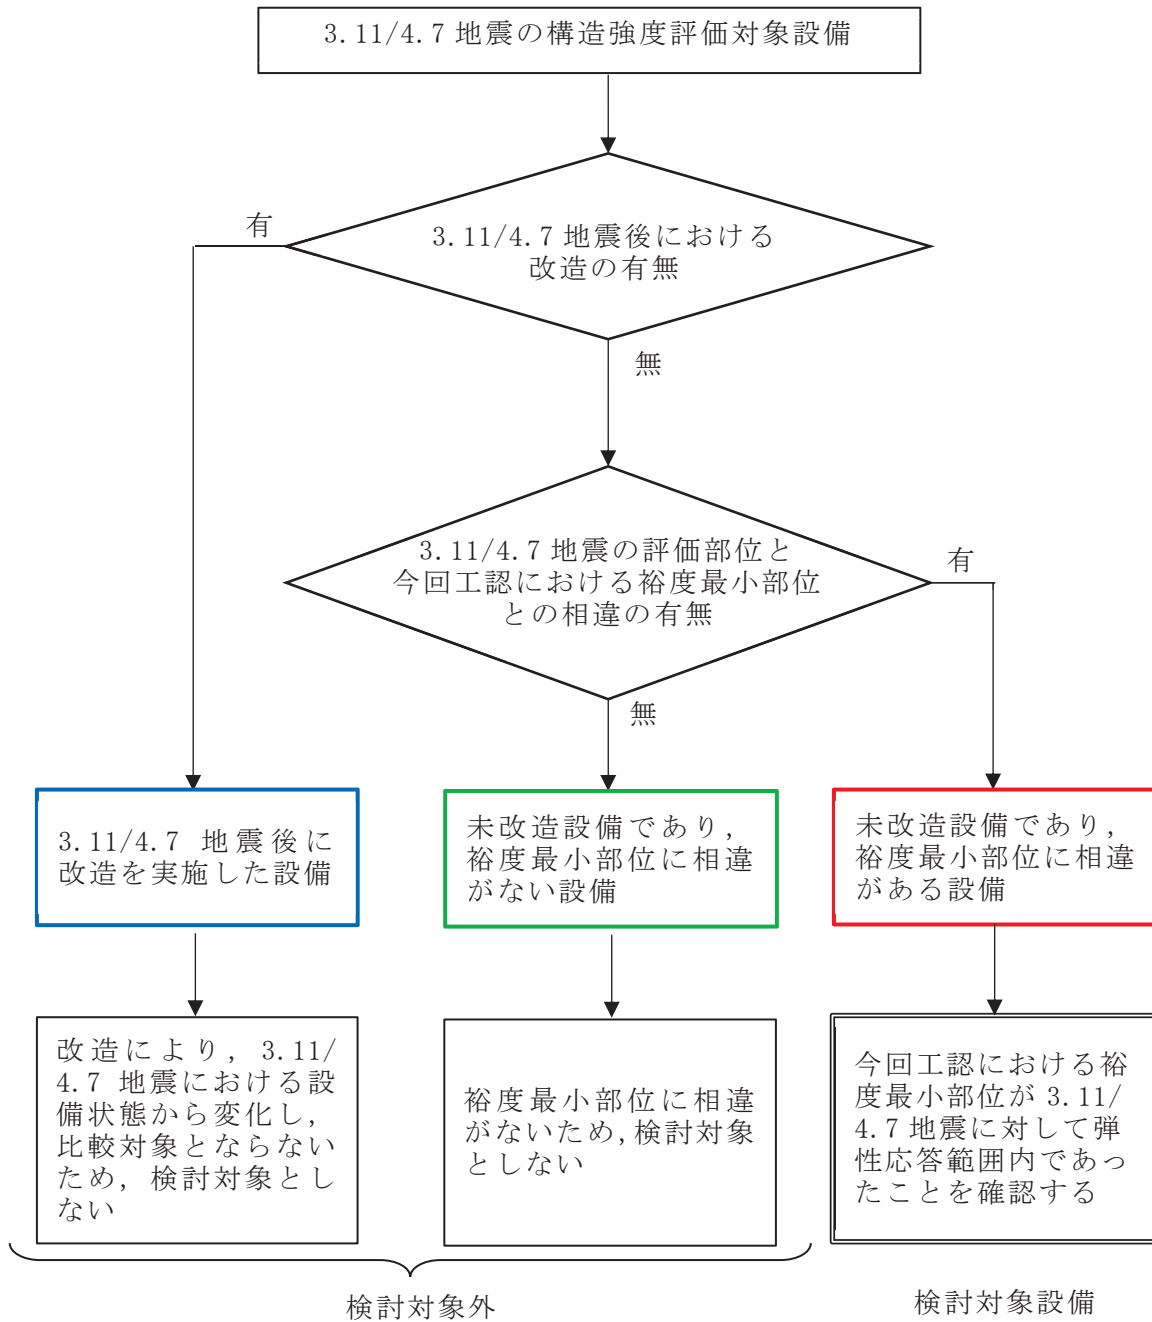 3.11/4.7 地震の構造強度評価対象設備
有
3.11/4.7 地震後における
改造の有無
無
3.11/4.7 地震の評価部位と
今回工認における裕度最小部位
との相違の有無
有
無
3.11/4.7 地震後に
改造を実施した設備
未改造設備であり,
裕度最小部位に相違
がない設備
未改造設備であり,
裕度最小部位に相違
がある設備
改造により, 3.11/
4.7 地震における設
備状態から変化し,
比較対象とならない
ため, 検討対象とし
ない
裕度最小部位に相違
がないため,検討対象
としない
今回工認における裕
度最小部位が 3.11/
4.7 地震に対して弾
性応答範囲内であっ
たことを確認する
検討対象外
検討対象設備